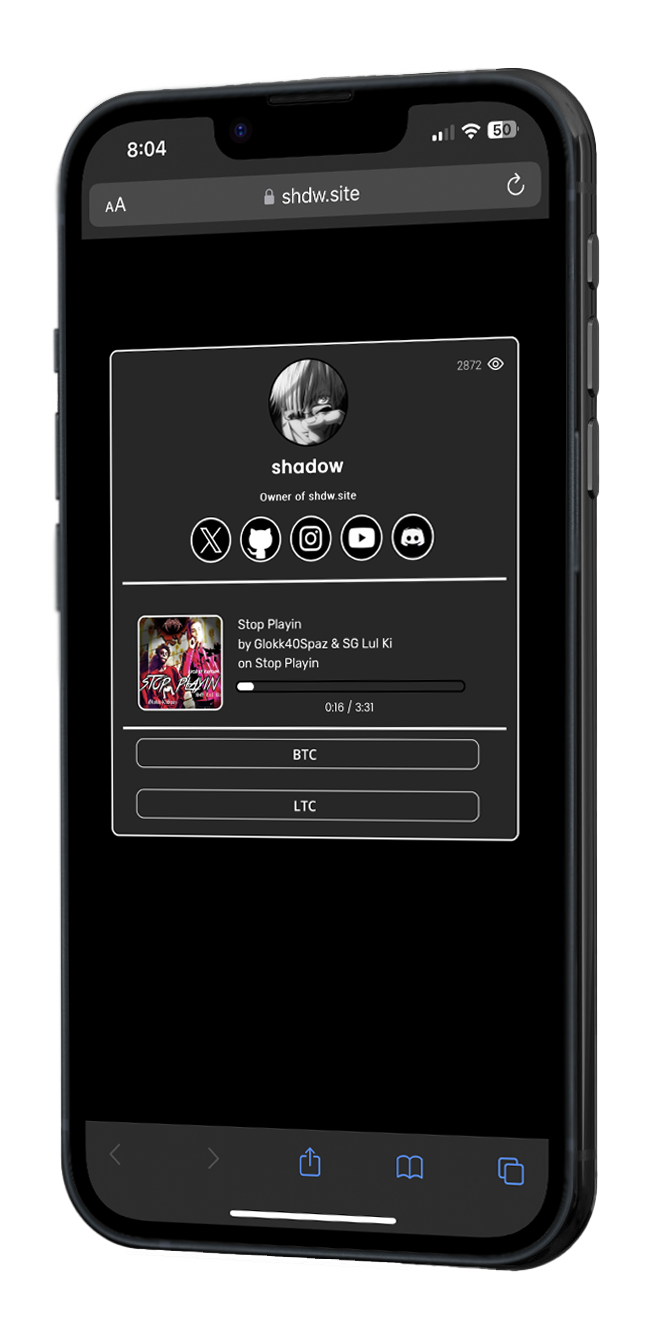 8:04
50
AA
shdw.site
2872
shadow
Owner of shdw.site
Stop Playin
by Glokk40Spaz & SG Lul Ki
on Stop Playin
STOP PLAYIN
0:16 / 3:31
BTC
LTC